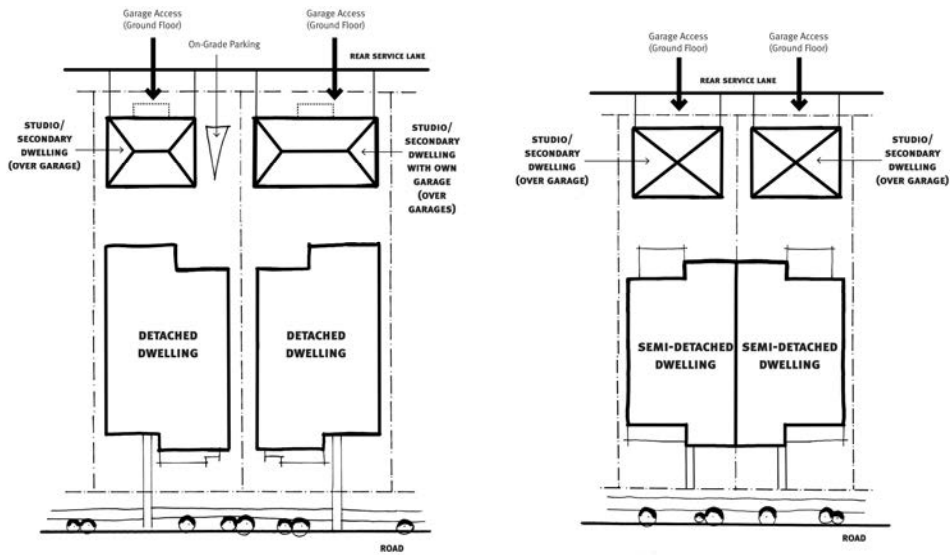 Garage Access
(Ground Floor)
On-Grade Parking
Garage Access
(Ground Floor)
REAR SERVICE LANE
STUDIO/
SECONDARY
DWELLING
(OVER GARAGE)
STUDIO/
SECONDARY
DWELLING
WITH OWN
GARAGE
(OVER
GARAGES)
DETACHED
DWELLING
DETACHED
DWELLING
ROAD
Garage Access
(Ground Floor)
Garage Access
(Ground Floor)
REAR SERVICE LANE
STUDIO/
SECONDARY
DWELLING
(OVER GARAGE)
STUDIO/
SECONDARY
DWELLING
(OVER GARAGE)
SEMI-DETACHED
DWELLING
SEMI-DETACHED
DWELLING
ROAD